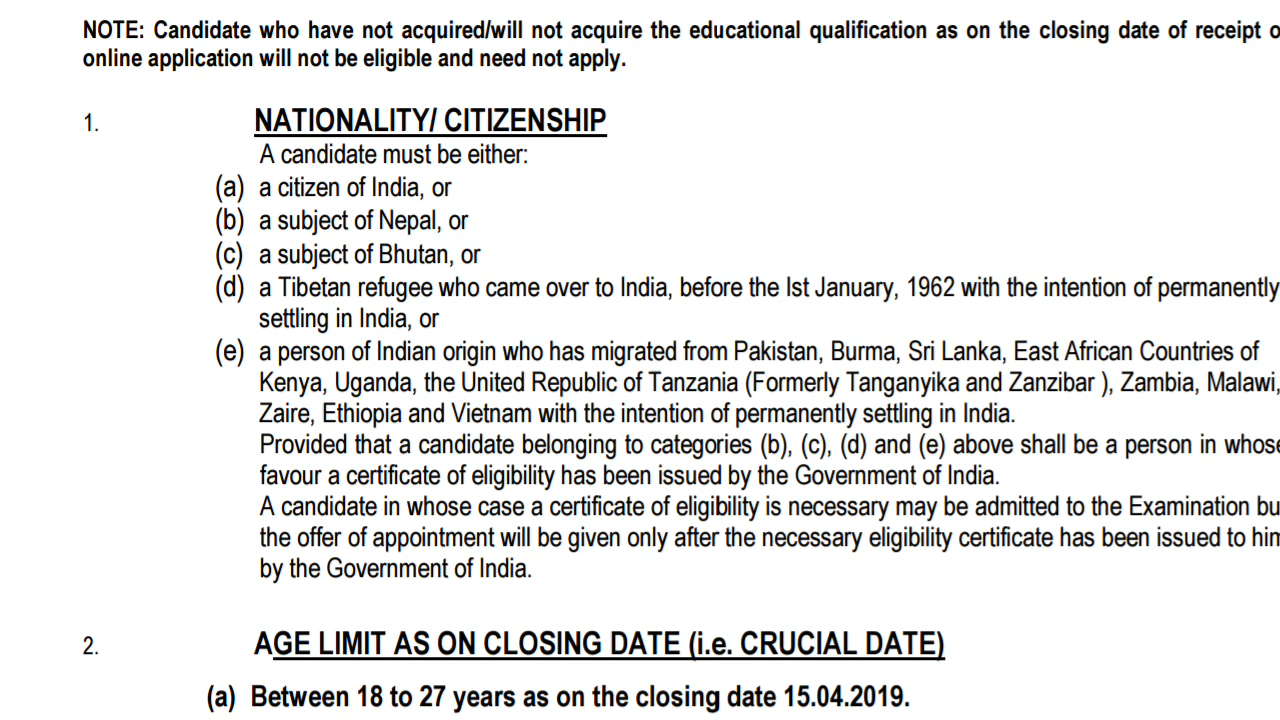 NOTE: Candidate who have not acquired/will not acquire the educational qualification as on the closing date of receipt
online application will not be eligible and need not apply.
1. NATIONALITY/ CITIZENSHIP
A candidate must be either:
(a) a citizen of India, or
(b) a subject of Nepal, or
(c) a subject of Bhutan, or
(d) a Tibetan refugee who came over to India, before the Ist January, 1962 with the intention of permanently
settling in India, or
(e) a person of Indian origin who has migrated from Pakistan, Burma, Sri Lanka, East African Countries of
Kenya, Uganda, the United Republic of Tanzania (Formerly Tanganyika and Zanzibar ), Zambia, Malawi,
Zaire, Ethiopia and Vietnam with the intention of permanently settling in India.
Provided that a candidate belonging to categories (b), (c), (d) and (e) above shall be a person in whose
favour a certificate of eligibility has been issued by the Government of India.
A candidate in whose case a certificate of eligibility is necessary may be admitted to the Examination
the offer of appointment will be given only after the necessary eligibility certificate has been issued to
by the Government of India.
2. AGE LIMIT AS ON CLOSING DATE (i.e. CRUCIAL DATE)
(a) Between 18 to 27 years as on the closing date 15.04.2019.